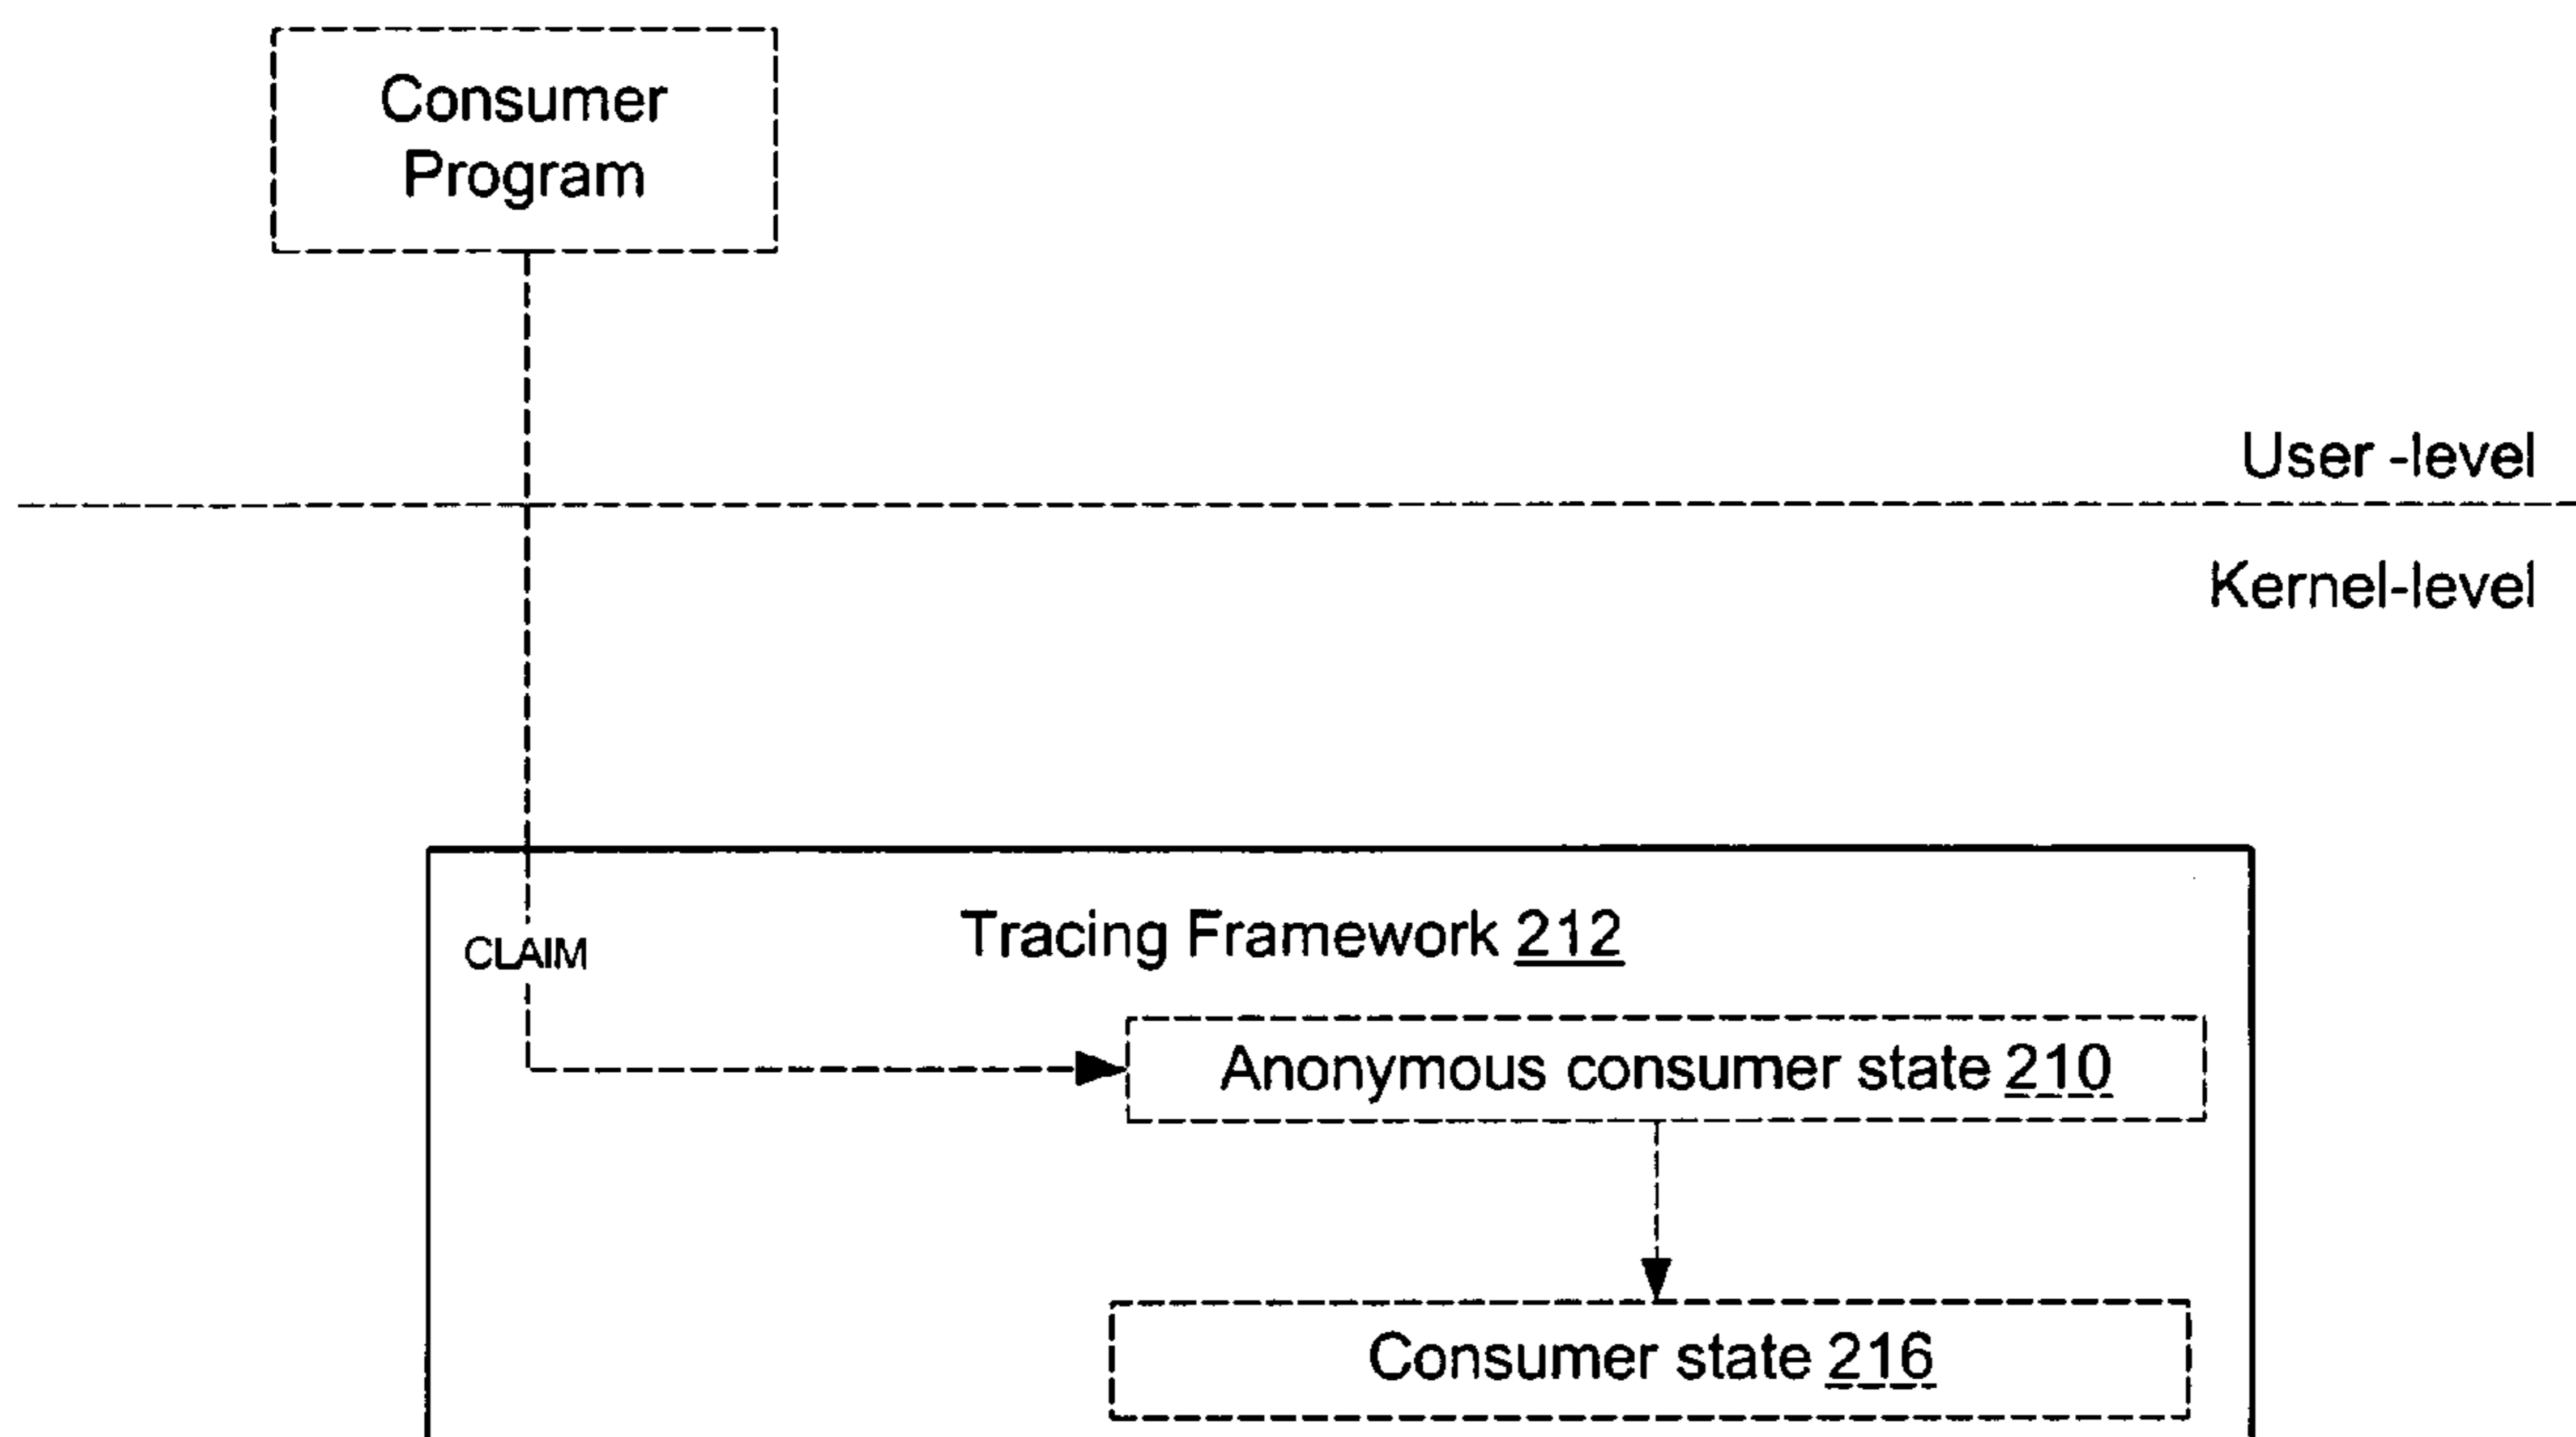 Consumer
Program
User -level
Kernel-level
Tracing Framework 212
CLAIM
Anonymous consumer state 210
Consumer state 216